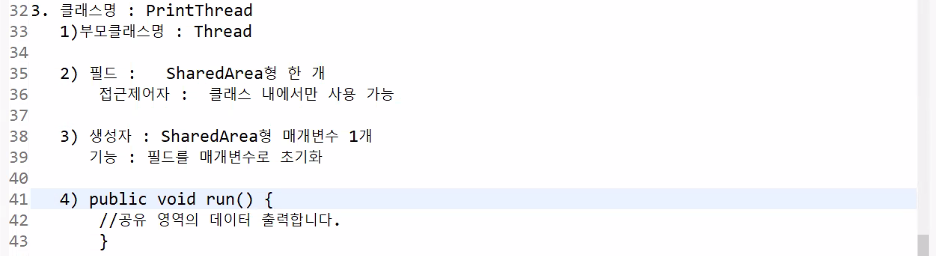 32 3. 클래스명 : PrintThread
33 1)부모클래스명 : Thread
34
35 2) 필드 : SharedArea형 한 개
36 접근제어자 : 클래스 내에서만 사용 가능
37
38 3) 생성자 : SharedArea형 매개변수 1개
39 기능 : 필드를 매개변수로 초기화
40
41 4) public void run() {
42 //공유 영역의 데이터 출력합니다.
43 }